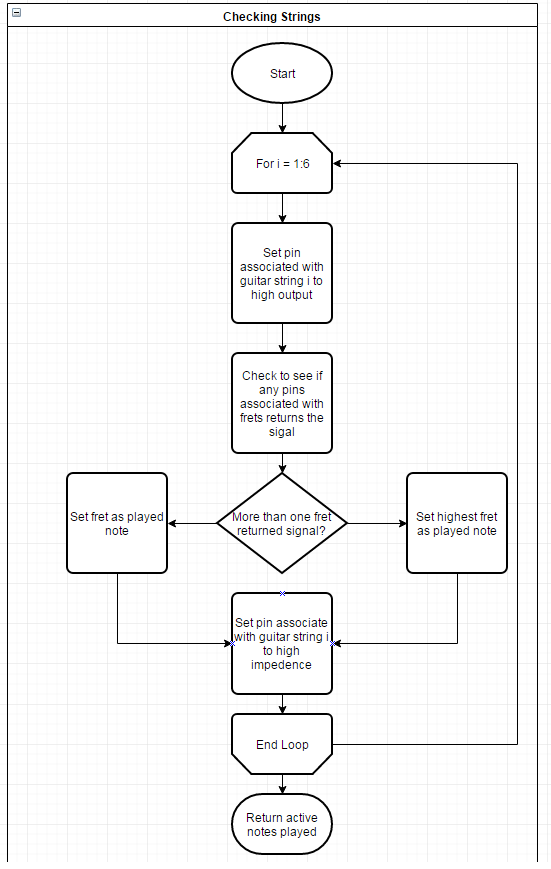 Checking Strings
Start
For i = 1:6
Set pin
associated with
guitar string i to
high output
Check to see if
any pins
associated with
frets returns the
sigal
Set fret as played
note
More than one fret
returned signal?
Set highest fret
as played note
Set pin associate
with guitar string i
to high
impedence
End Loop
Return active
notes played